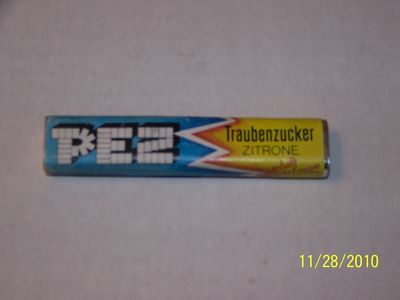 PEZ
Traubenzucker
ZITRONE
11/28/2010